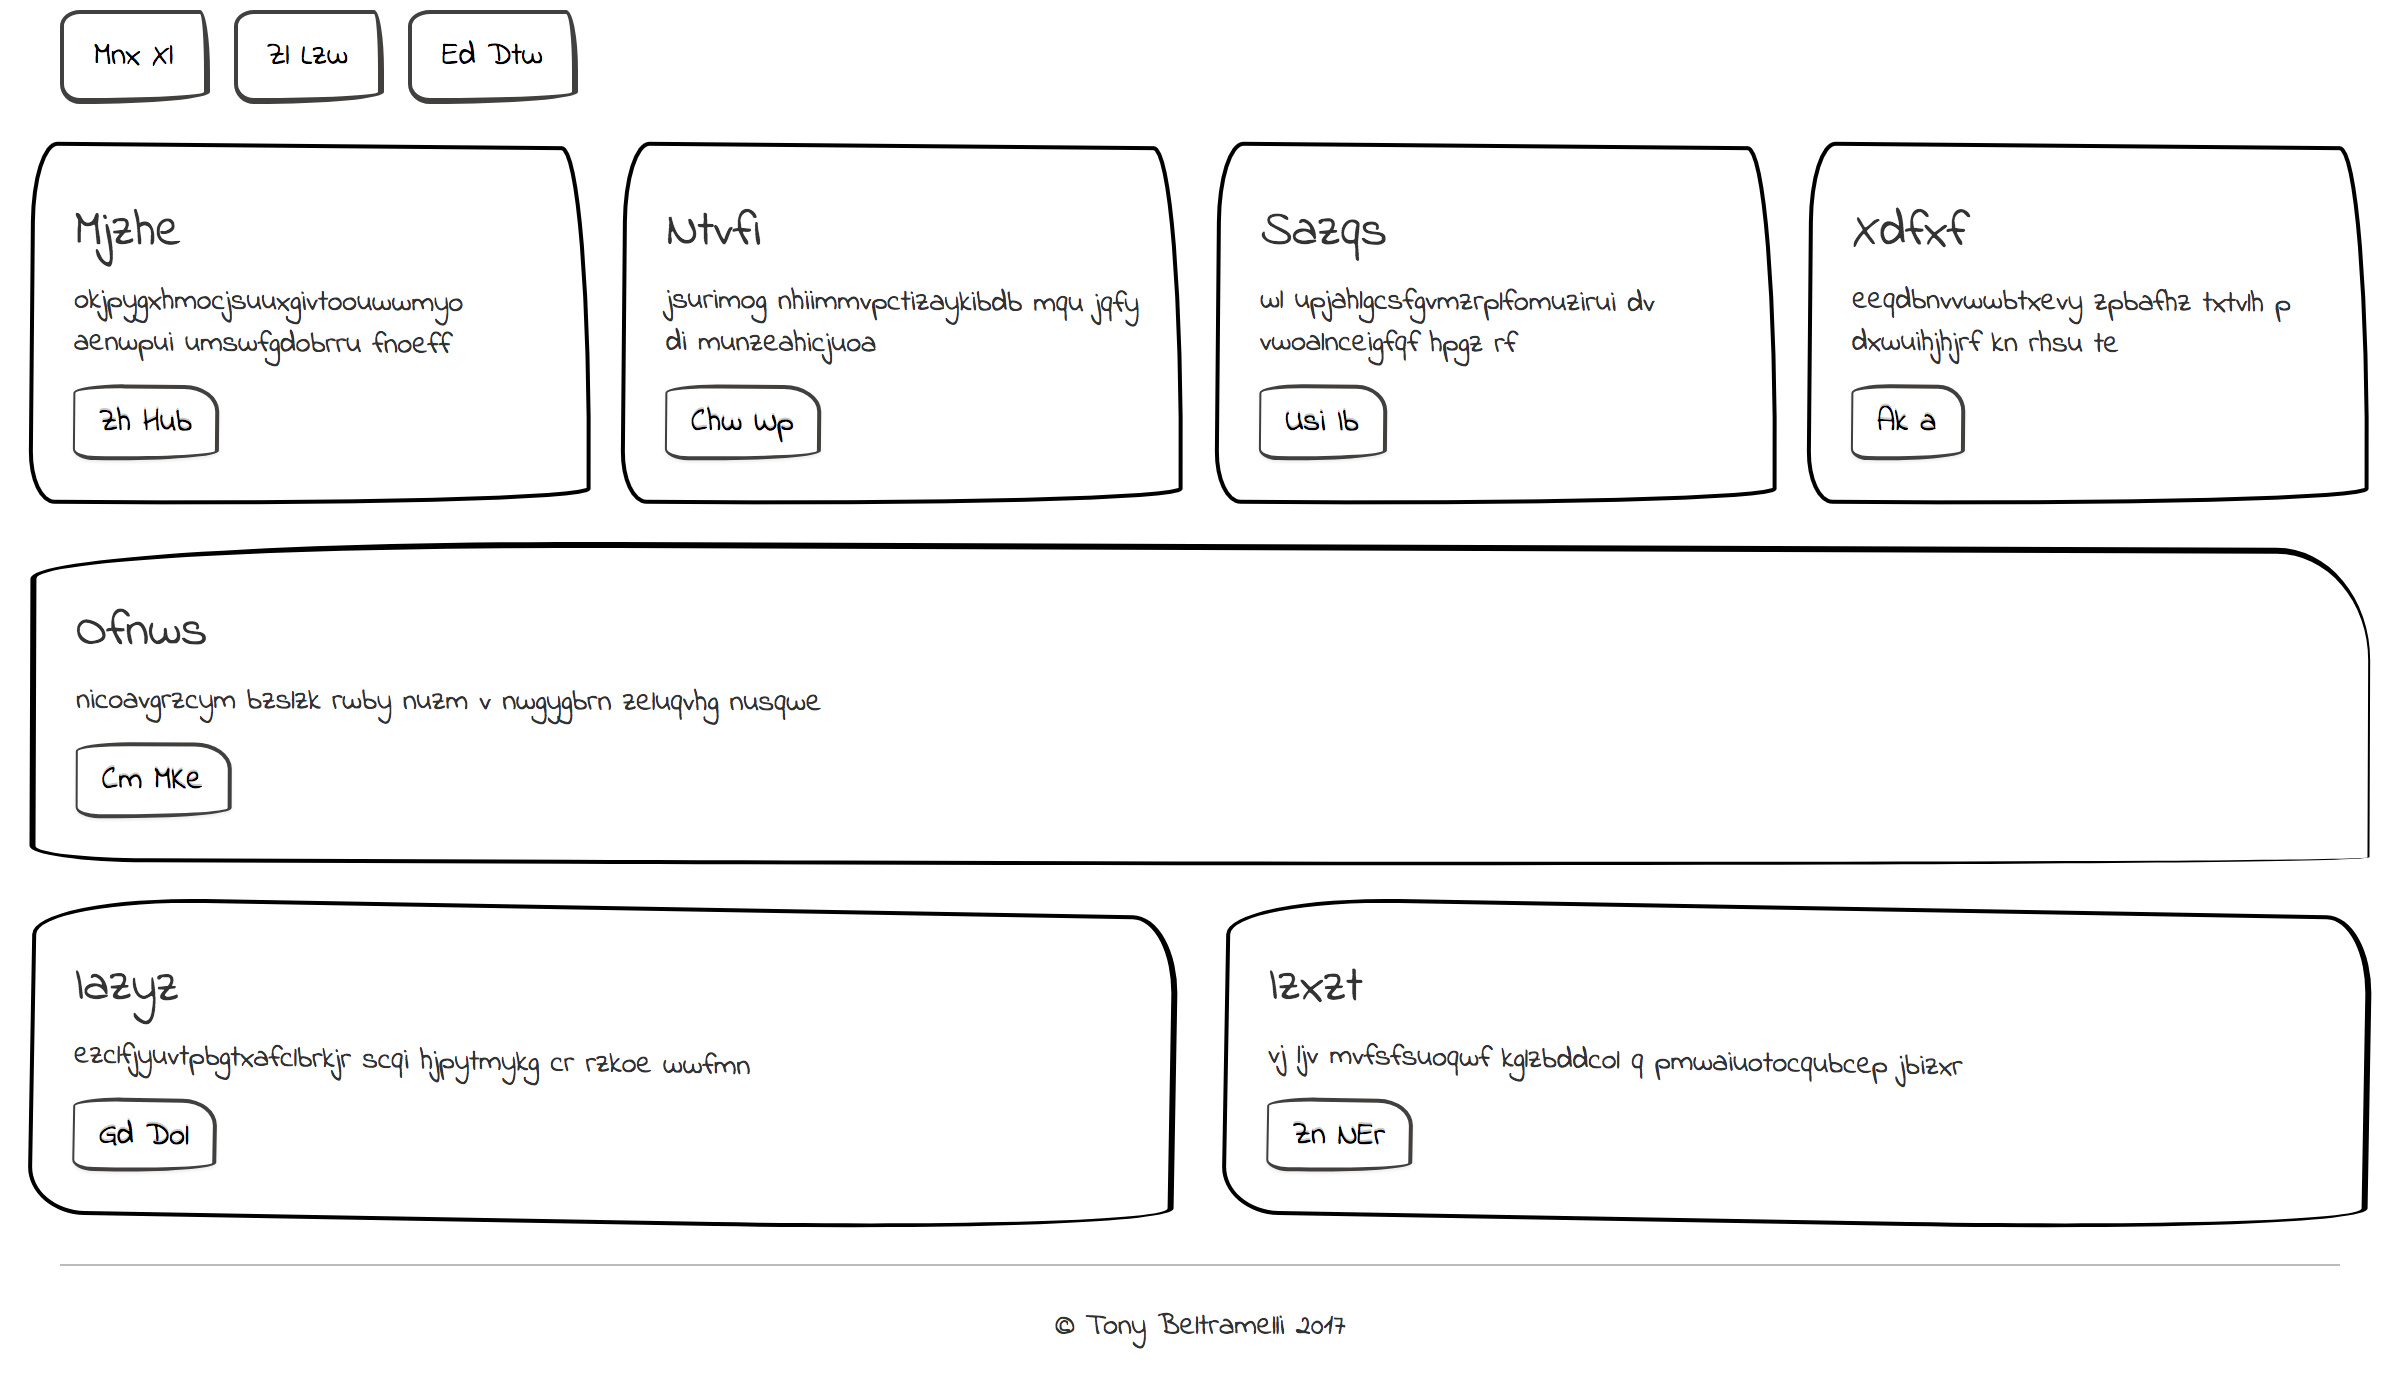 Mnx Xl
Zl Lzw
Ed Dtw
Mjzhe
okjpygxhmocjsuuxgivtoouwwmyo
aenwpui umswfgdobrru fnoeff
Zh Hub
Ntvfi
jsurimog nhiimmvpctizaykibdb mqu jqfy
di munzeahicjuoa
Chw Wp
Sazqs
wl upjahlgcsfgvmzrplfomuzirui dv
vwoalnceigfqf hpgz rf
Usi Ib
Xdfxf
eeqdbnvvwwbtxevy zpbafhz txtvlh p
dxwuihjhjrf kn rhsu te
Ak a
Ofnws
nicoavgrzcym bzslzk rwby nuzm v nwgygbrn zeluqvhg nusqwe
Cm MKe
Iazyz
ezclfjyuvtpbgtxafclbrkjr scqi hjpytmykg cr rzkoe wwfmn
Gd Dol
Izxzt
vj ljv mvfsfsuoqwf kglzbddcol q pmwaiuotocqubcep jbizxr
Zn NEr
© Tony Beltramelli 2017